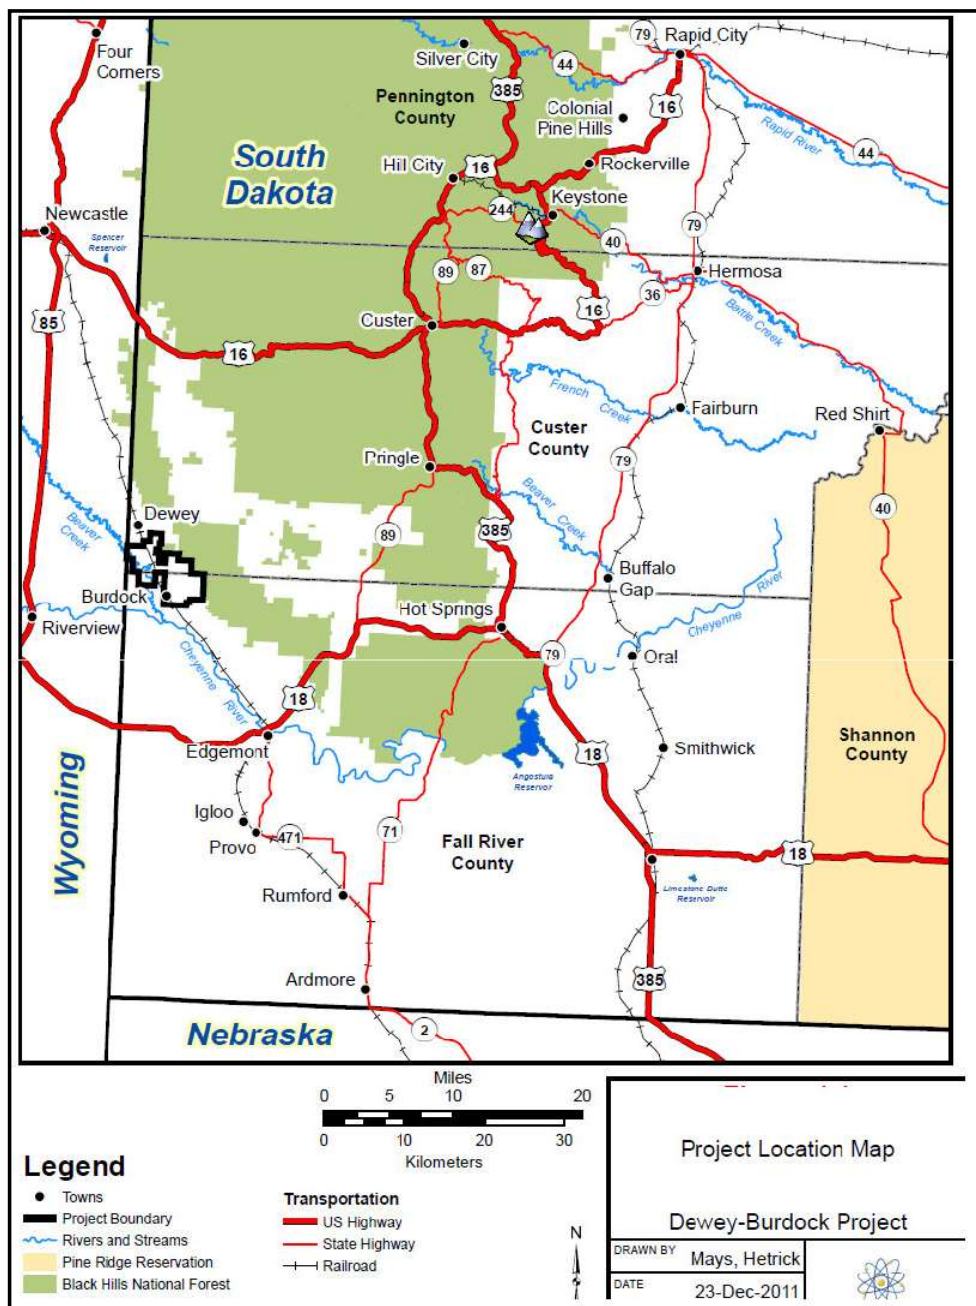 Four
Corners
Silver City
79
Rapid City
44
385
16
Pennington
County
Colonial
Pine Hills
Rapid River
44
South
Dakota
Hill City
16
Rockerville
Newcastle
Spencer
Reservoir
244
Keystone
40
79
89
87
Hermosa
36
16
85
Custer
16
Battle Creek
French Creek
Fairburn
Red Shirt
Custer
County
Pringle
79
Beaver Creek
40
Dewey
Beaver
Creek
89
385
Buffalo
Gap
Burdock
Hot Springs
Cheyenne River
Riverview
Cheyenne
River
79
Oral
18
Edgemont
18
Smithwick
Shannon
County
Angostura
Reservoir
Wyoming
Igloo
Provo
471
71
Fall River
County
18
Rumford
Reservoir
Ardmore
385
Nebraska
2
Miles
0 5 10 20
0 10 20 30
Kilometers
Legend
Towns
Project Boundary
Rivers and Streams
Pine Ridge Reservation
Black Hills National Forest
Transportation
US Highway
State Highway
Railroad
N
Project Location Map
Dewey-Burdock Project
DRAWN BY Mays, Hetrick
DATE 23-Dec-2011